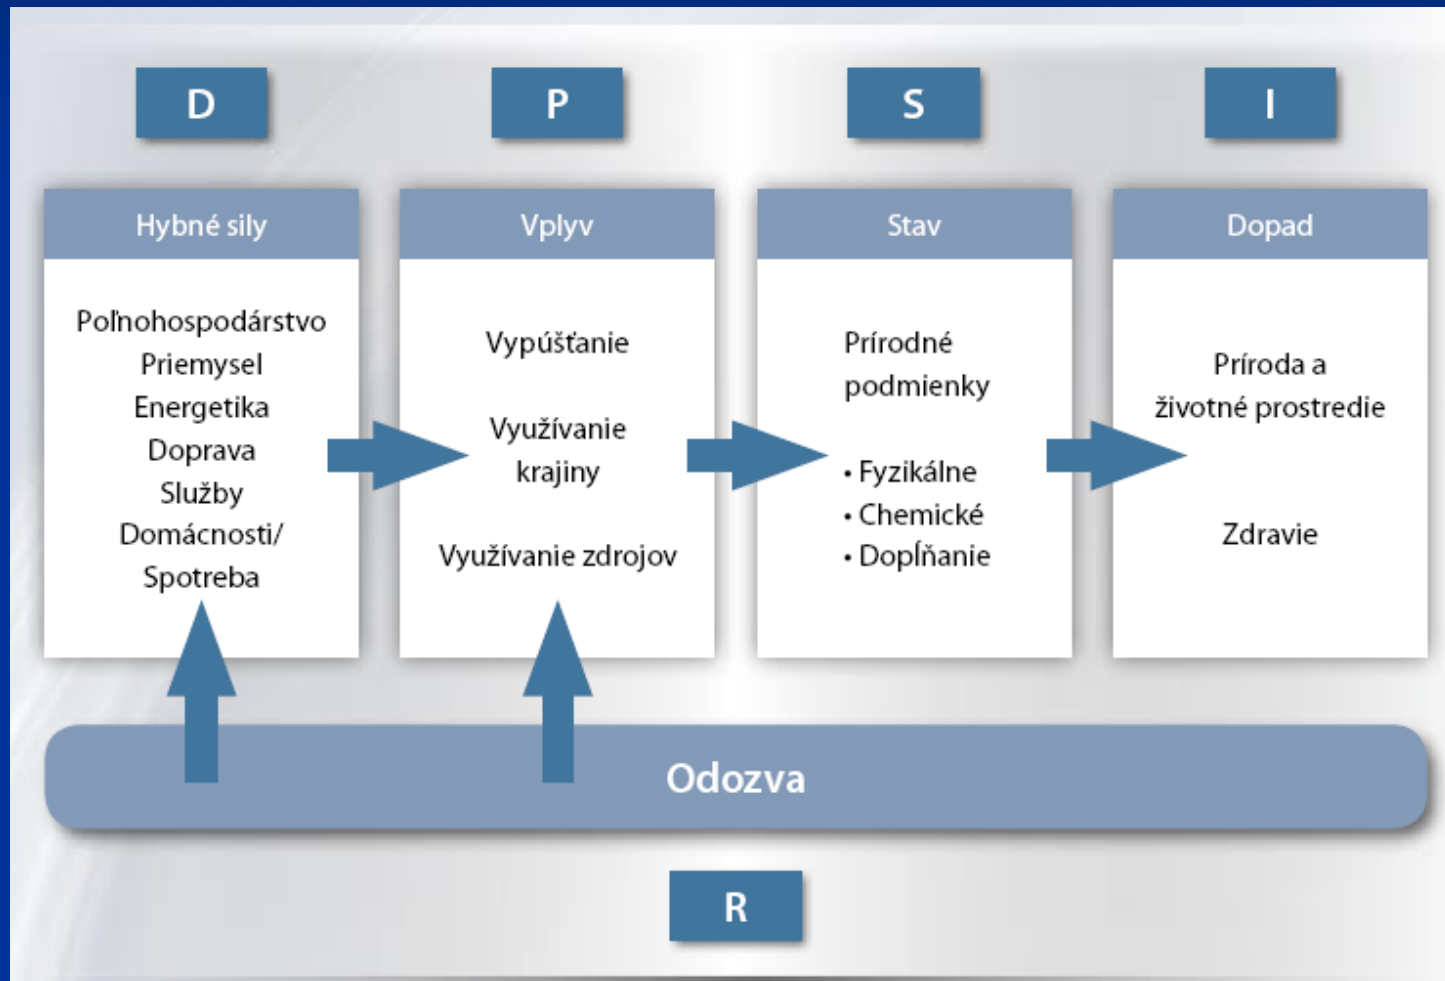 D
P
S
I
Hybné sily
Poľnohospodárstvo
Priemysel
Energetika
Doprava
Služby
Domácnosti/
Spotreba
Vplyv
Vypúšťanie
Využívanie
krajiny
Využívanie zdrojov
Stav
Prírodné
podmienky
• Fyzikálne
• Chemické
• Dopĺňanie
Dopad
Príroda a
životné prostredie
Zdravie
Odozva
R